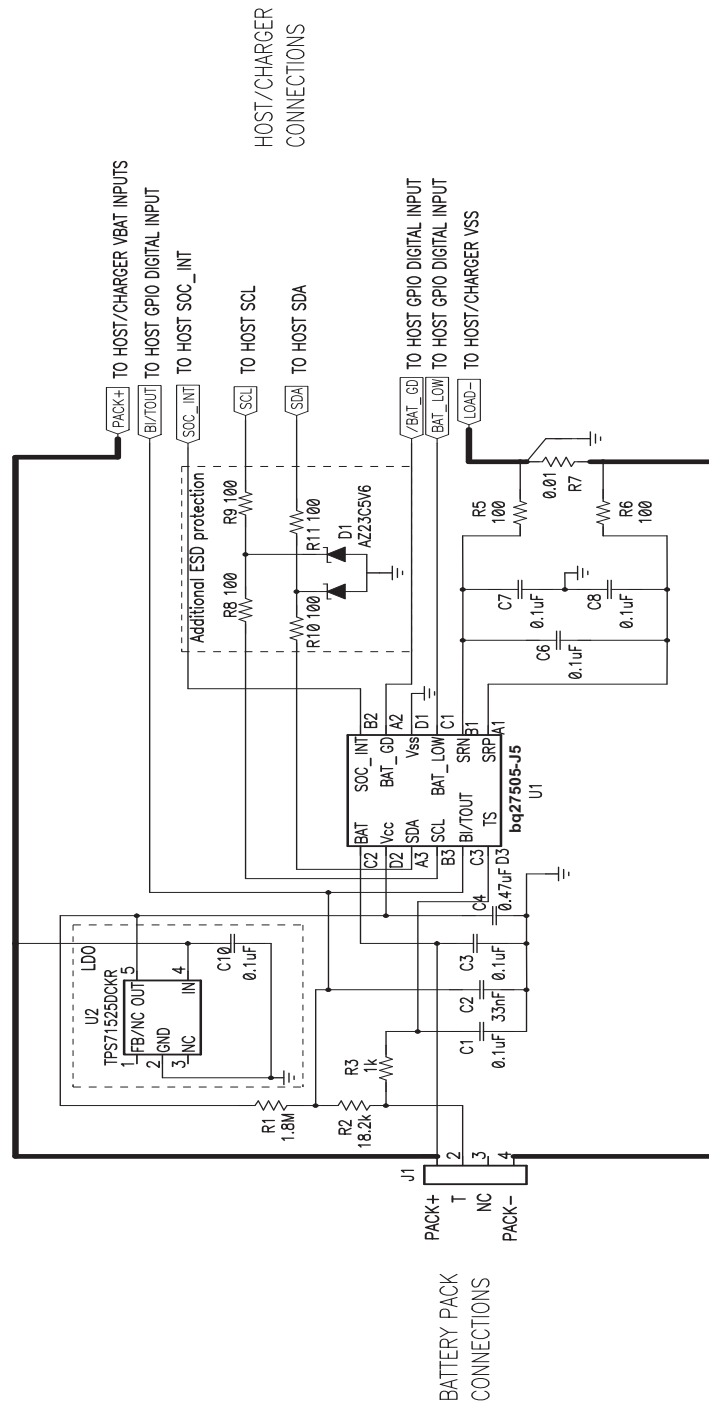 HOST/CHARGER
CONNECTIONS
PACK+
TO HOST/CHARGER VBAT INPUTS
BI/TOUT
TO HOST GPIO DIGITAL INPUT
SOC_INT
TO HOST SOC_INT
SCL
TO HOST SCL
SDA
TO HOST SDA
/BAT_GD
TO HOST GPIO DIGITAL INPUT
BAT_LOW
TO HOST GPIO DIGITAL INPUT
LOAD-
TO HOST/CHARGER VSS
Additional ESD protection
R8 100
R9 100
R10 100
R11 100
D1
AZ23C5V6
R5
100
0.01
R7
R6
100
C7
0.1uF
C8
0.1uF
C6
0.1uF
SOC_INT
B2
BAT_GD
A2
Vss
D1
BAT_LOW
C1
SRN
B1
SRP
A1
BAT
C2
Vcc
D2
SDA
A3
SCL
B3
BI/TOUT
C3
TS
D3
bq27505-J5
U1
LDO
U2
TPS71525DCKR
1
FB/NC
OUT
5
2
GND
3
NC
IN
4
C10
0.1uF
C4
0.47uF
C3
0.1uF
C2
33nF
C1
0.1uF
R3
1k
R1
1.8M
R2
18.2k
J1
PACK+
T
2
NC
3
PACK-
4
BATTERY PACK
CONNECTIONS